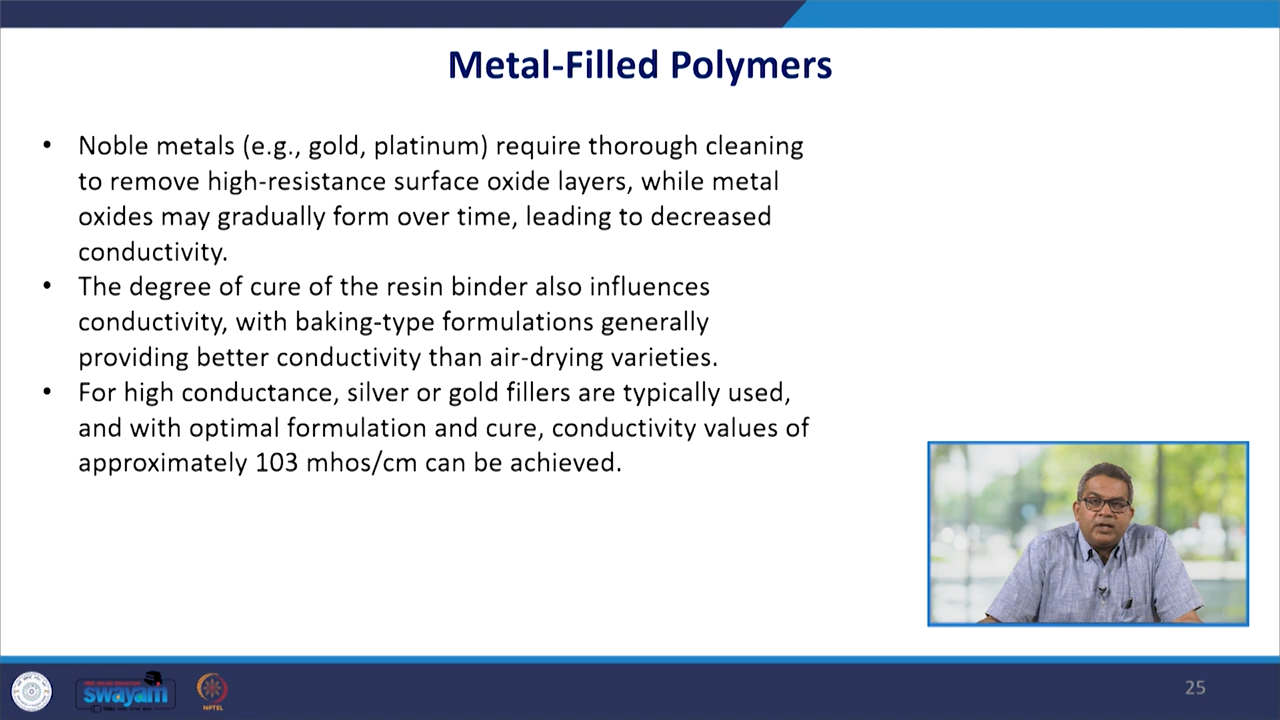 Metal-Filled Polymers
• Noble metals (e.g., gold, platinum) require thorough cleaning
to remove high-resistance surface oxide layers, while metal
oxides may gradually form over time, leading to decreased
conductivity.
• The degree of cure of the resin binder also influences
conductivity, with baking-type formulations generally
providing better conductivity than air-drying varieties.
• For high conductance, silver or gold fillers are typically used,
and with optimal formulation and cure, conductivity values of
approximately 103 mhos/cm can be achieved.
swayam
NPTEL
25